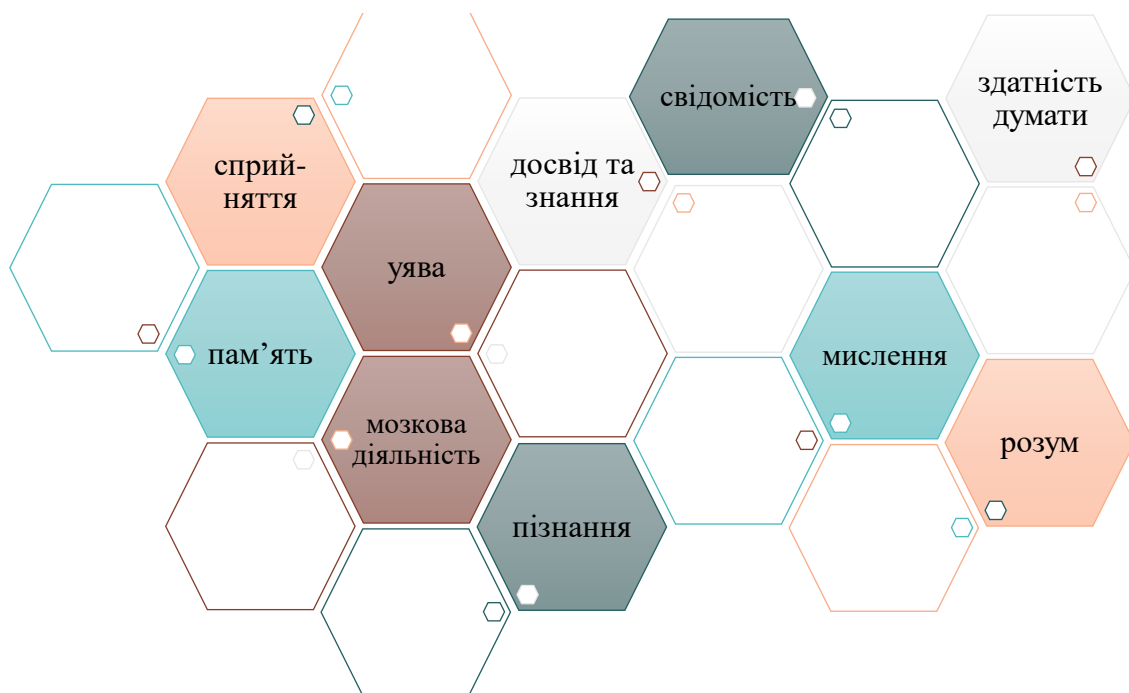 свідомість
здатність
думати
сприй-
няття
досвід та
знання
уява
пам’ять
мислення
мозкова
діяльність
розум
пізнання